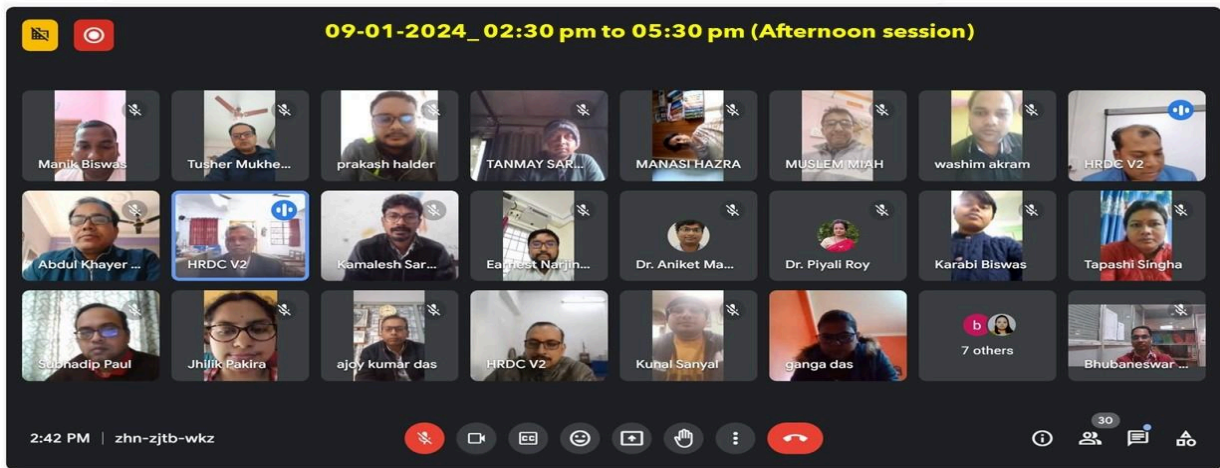 09-01-2024_ 02:30 pm to 05:30 pm (Afternoon session)
Manik Biswas
Tusher Mukhe...
prakash halder
TANMAY SAR...
MANASI HAZRA
MUSLEM MIAH
washim akram
HRDC V2
Abdul Khayer ...
HRDC V2
Kamalesh Sar...
Earnest Narjin...
Dr. Aniket Ma...
Dr. Piyali Roy
Karabi Biswas
Tapashi Singha
Subhadip Paul
Jhilik Pakira
ajoy kumar das
HRDC V2
Kunal Sanyal
ganga das
b
7 others
Bhubaneswar ...
2:42 PM | zhn-zjtb-wkz
CC
30